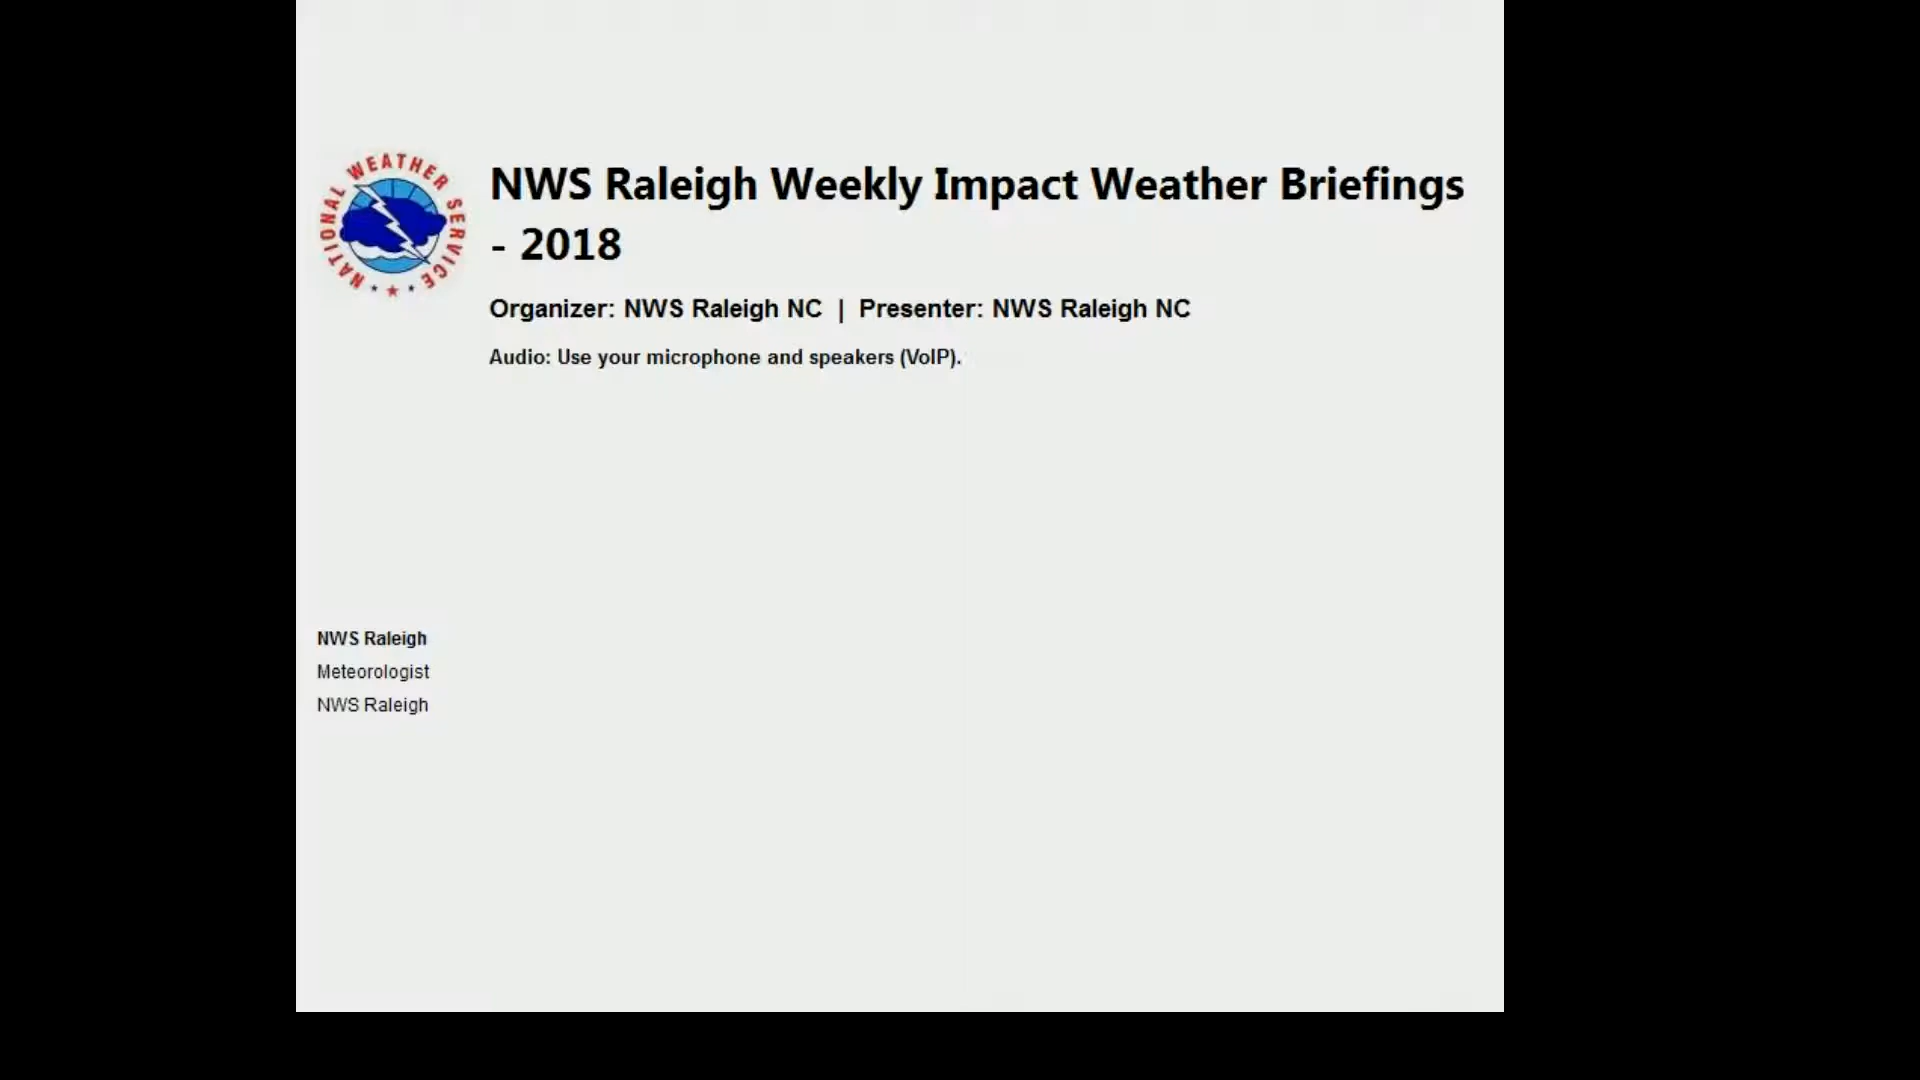 NATIONAL WEATHER SERVICE
NWS Raleigh Weekly Impact Weather Briefings
- 2018
Organizer: NWS Raleigh NC | Presenter: NWS Raleigh NC
Audio: Use your microphone and speakers (VoIP).
NWS Raleigh
Meteorologist
NWS Raleigh